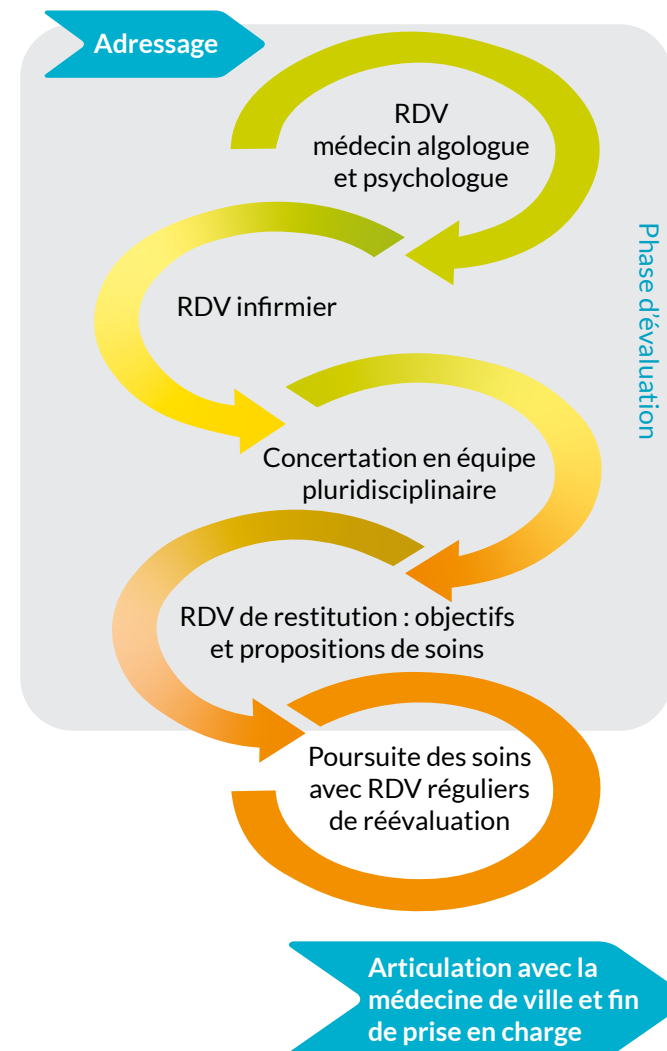 Adressage
RDV
médecin algologue
et psychologue
Phase d'évaluation
RDV infirmier
Concertation en équipe
pluridisciplinaire
RDV de restitution : objectifs
et propositions de soins
Poursuite des soins
avec RDV réguliers
de réévaluation
Articulation avec la
médecine de ville et fin
de prise en charge